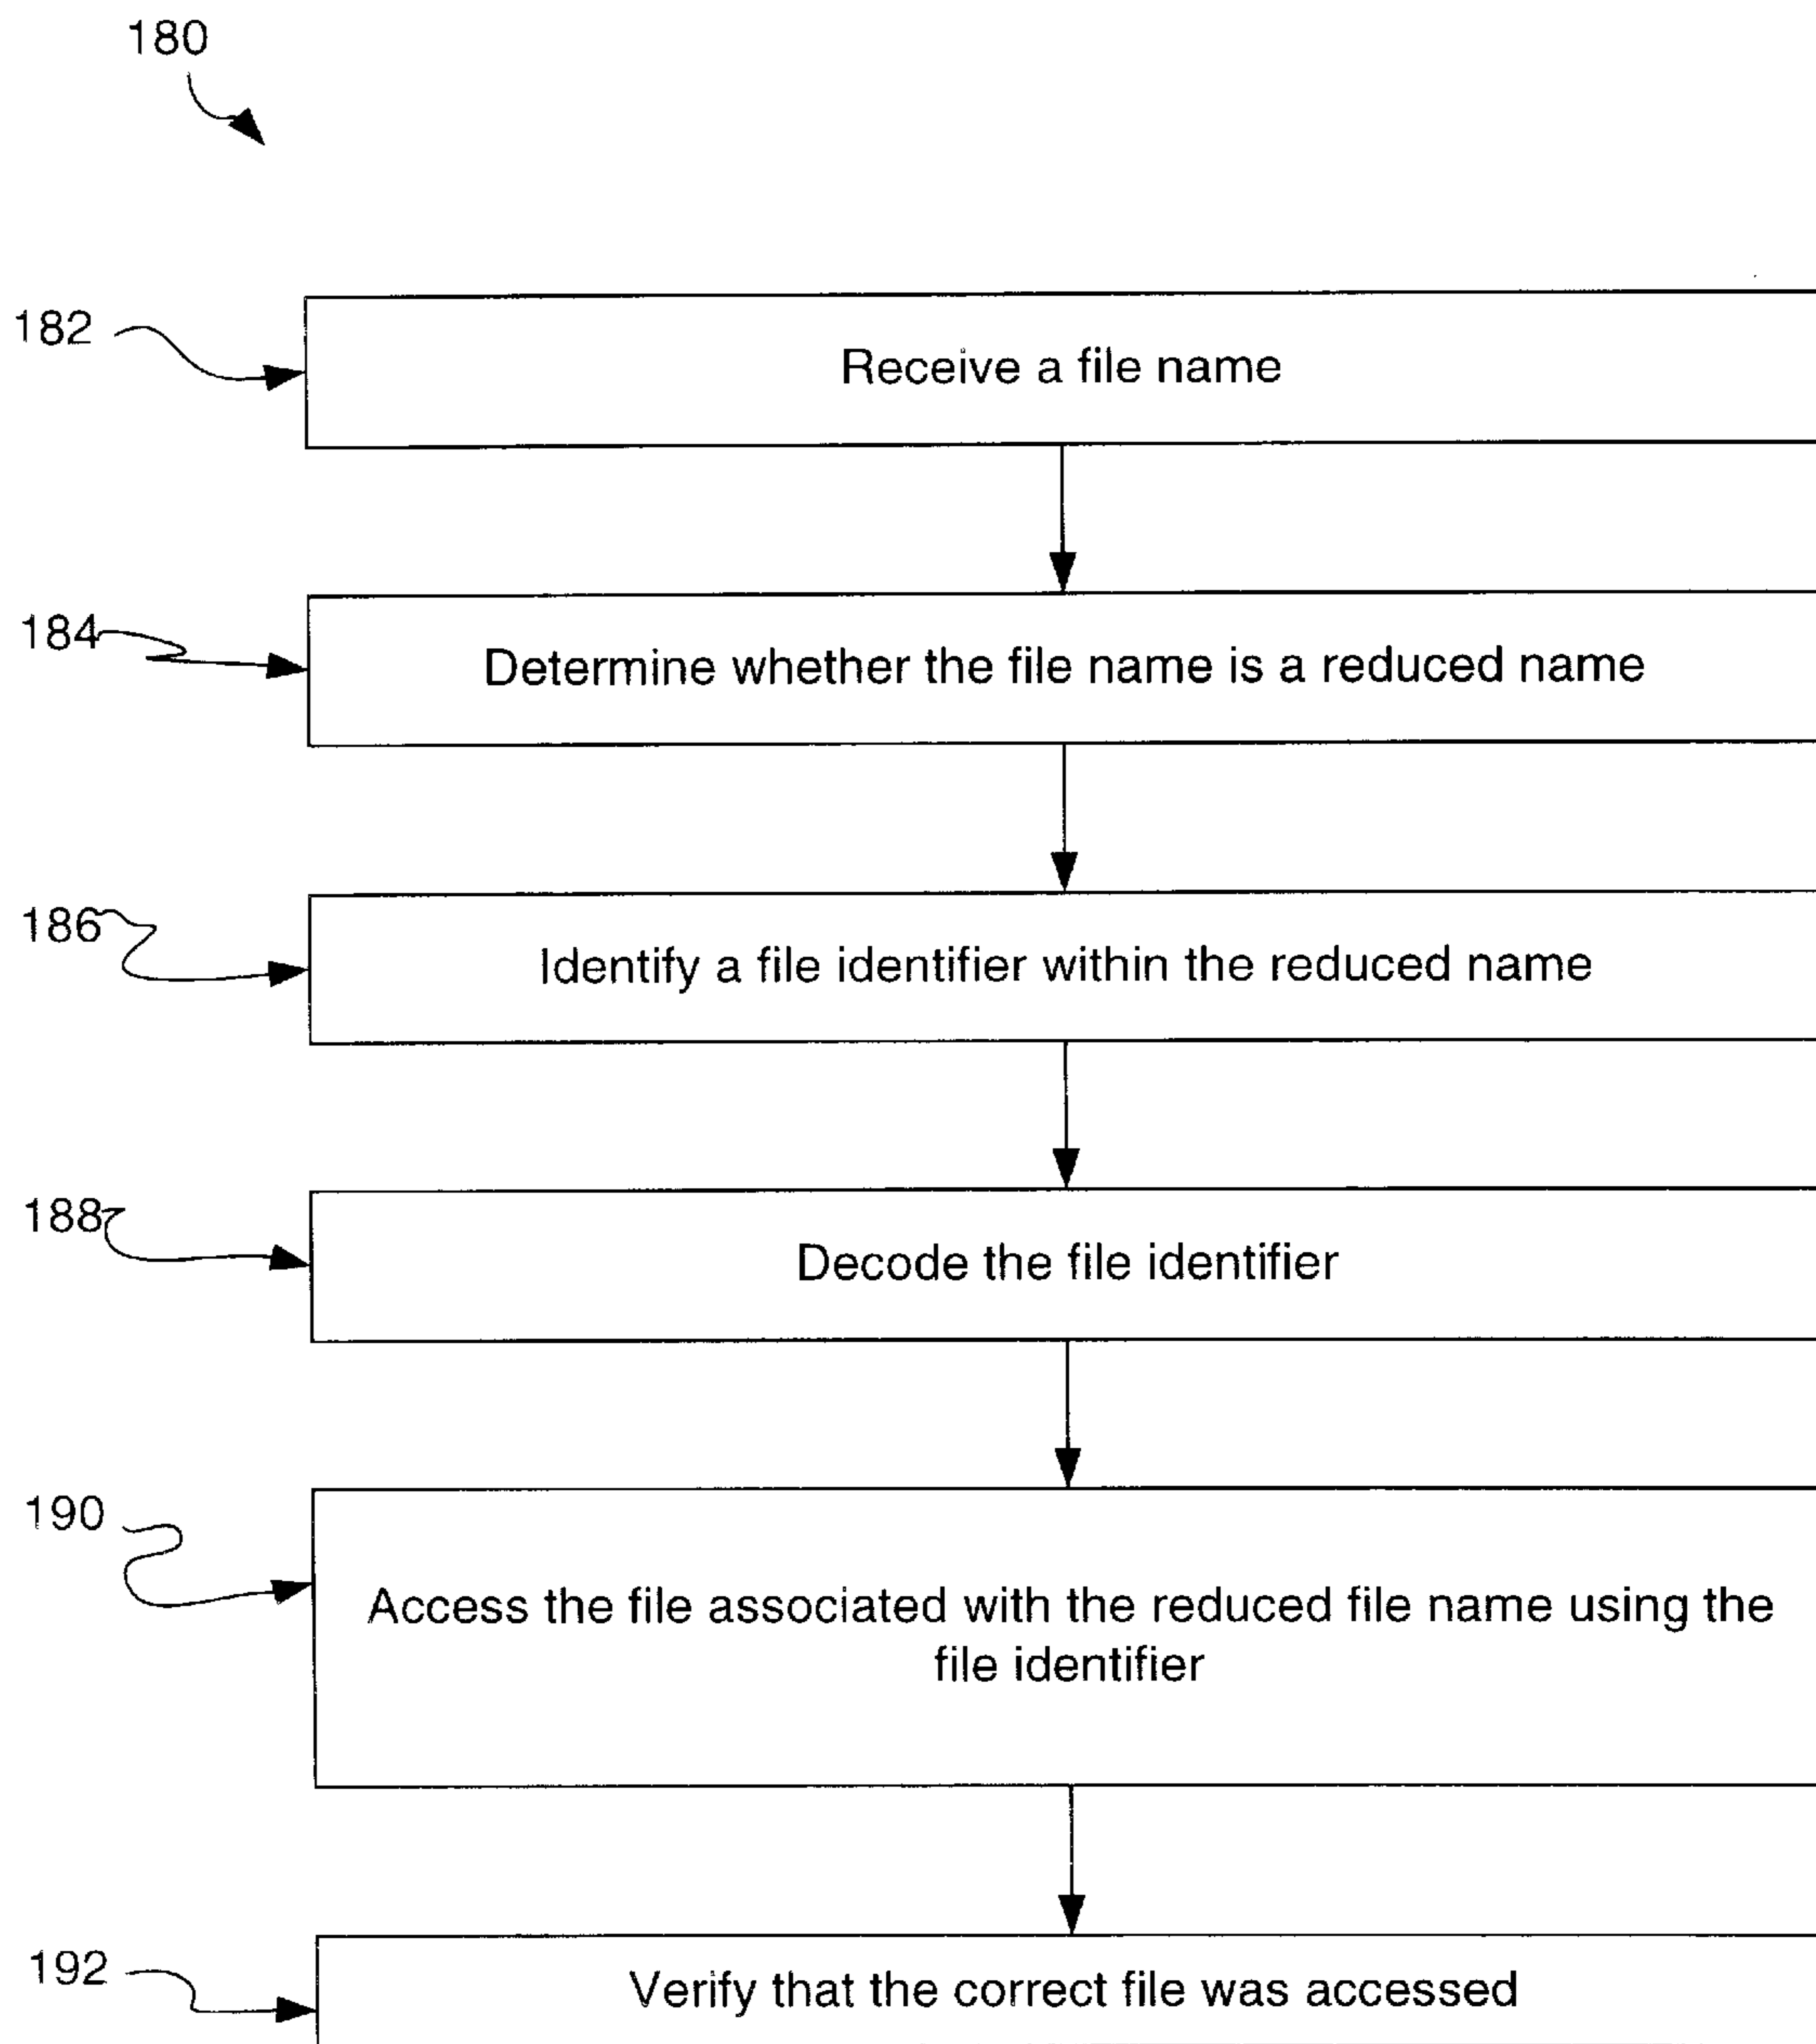 180
182
Receive a file name
184
Determine whether the file name is a reduced name
186
Identify a file identifier within the reduced name
188
Decode the file identifier
190
Access the file associated with the reduced file name using the
file identifier
192
Verify that the correct file was accessed